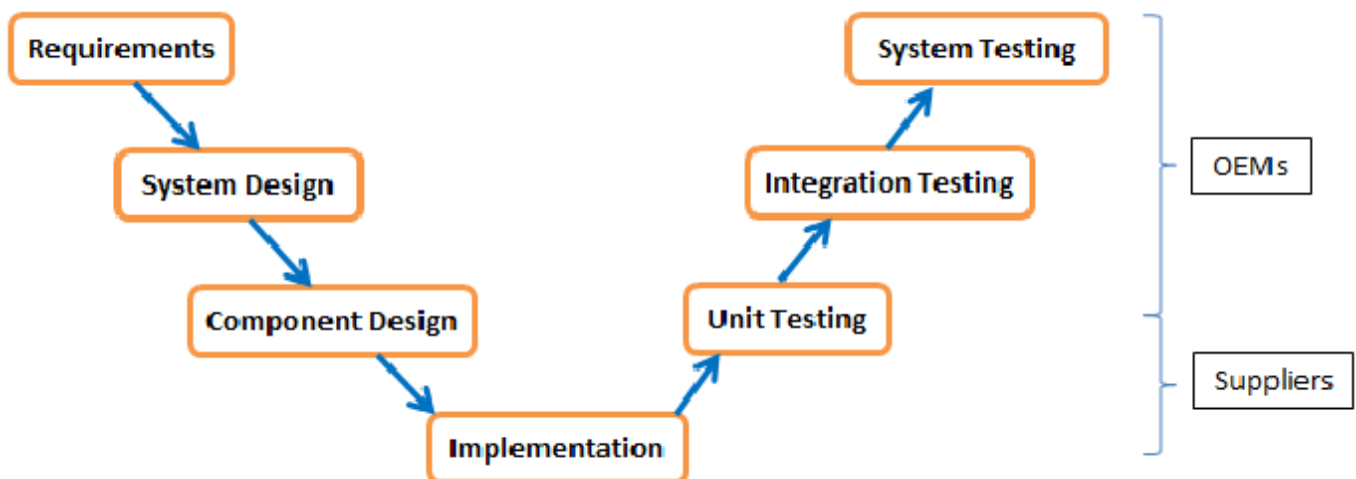 Requirements
System Testing
System Design
Integration Testing
OEMs
Component Design
Unit Testing
Suppliers
Implementation